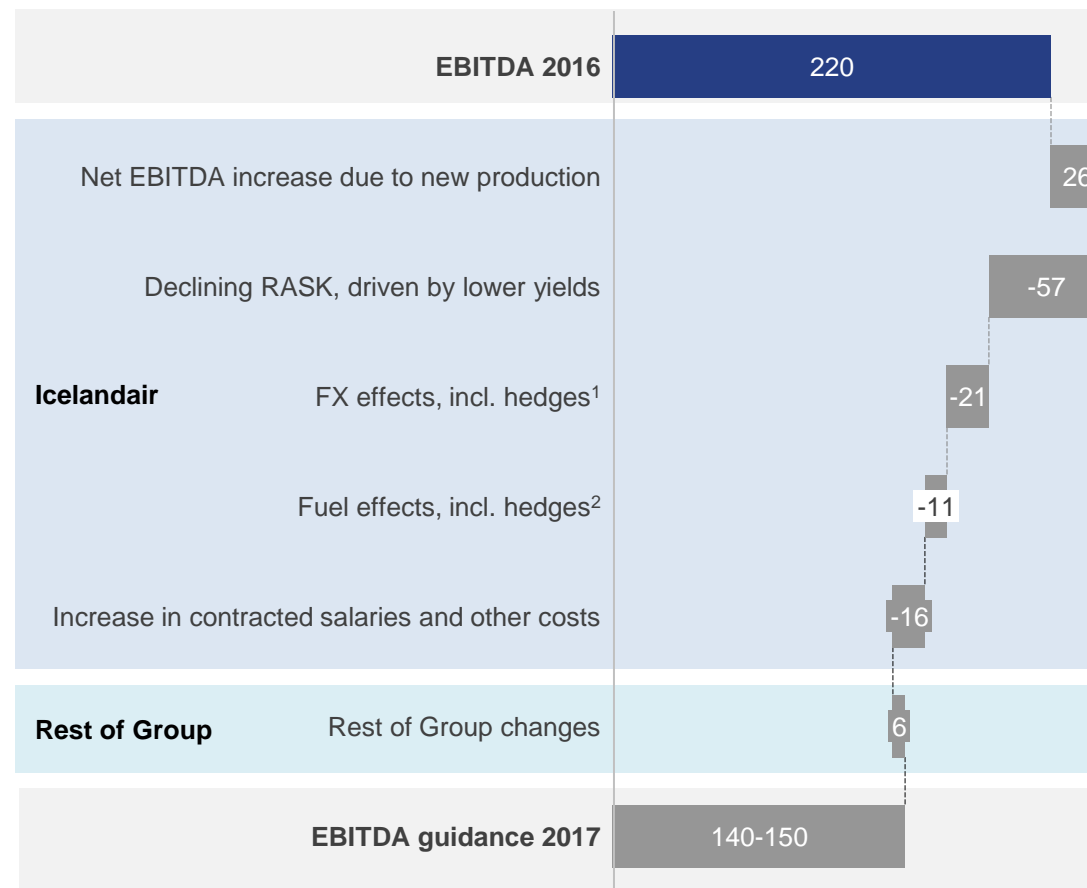 EBITDA 2016 220
Net EBITDA increase due to new production 26
Declining RASK, driven by lower yields -57
Icelandair FX effects, incl. hedges¹ -21
Fuel effects, incl. hedges² -11
Increase in contracted salaries and other costs -16
Rest of Group Rest of Group changes 6
EBITDA guidance 2017 140-150